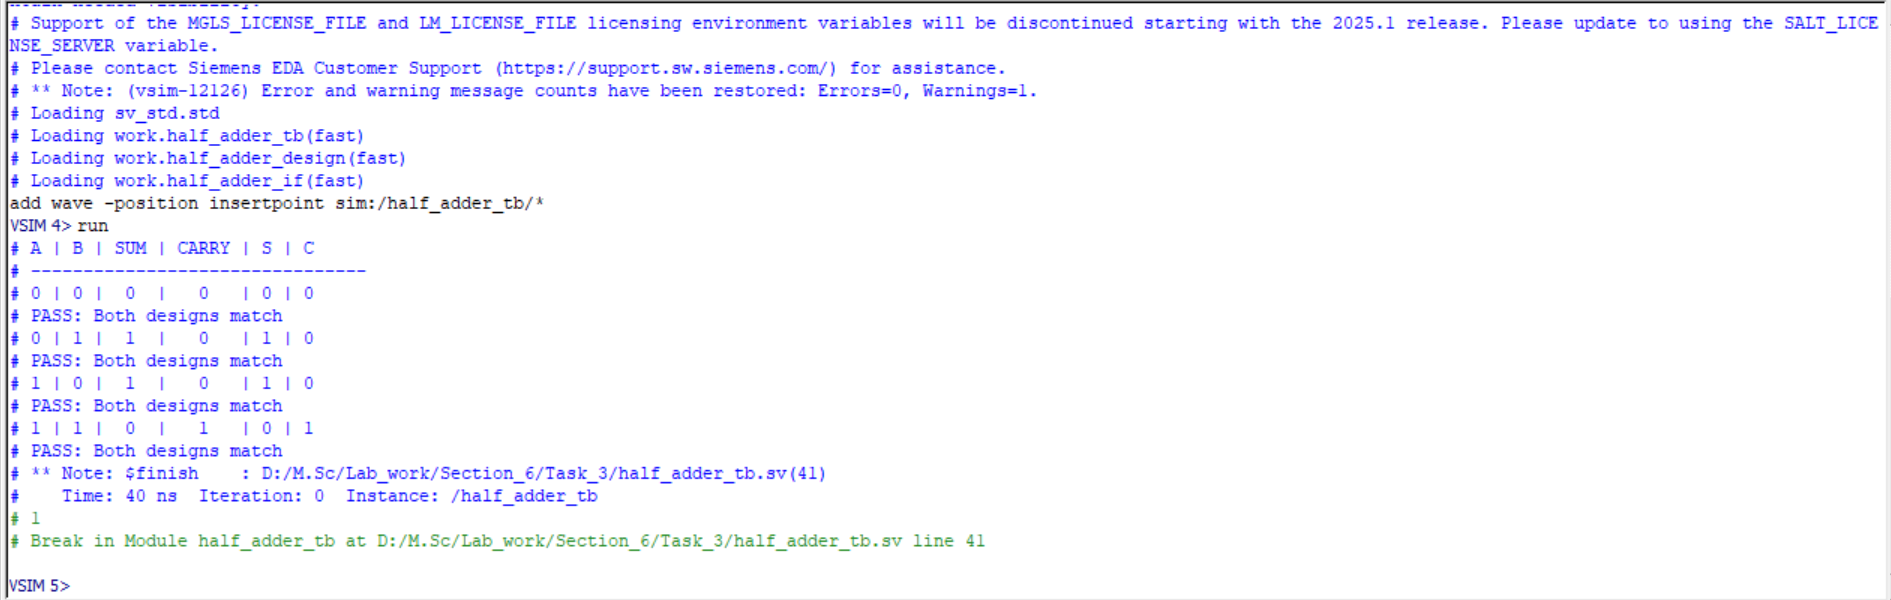 # Support of the MGLS_LICENSE_FILE and LM_LICENSE_FILE licensing environment variables will be discontinued starting with the 2025.1 release. Please update to using the SALT_LICE
NSE_SERVER variable.
# Please contact Siemens EDA Customer Support (https://support.sw.siemens.com/) for assistance.
# ** Note: (vsim-12126) Error and warning message counts have been restored: Errors=0, Warnings=1.
# Loading sv_std.std
# Loading work.half_adder_tb(fast)
# Loading work.half_adder_design(fast)
# Loading work.half_adder_if(fast)
add wave -position insertpoint sim:/half_adder_tb/*
VSIM 4> run
# A | B | SUM | CARRY | S | C
# --------------------------------
# 0 | 0 |  0  |   0   | 0 | 0
# PASS: Both designs match
# 0 | 1 |  1  |   0   | 1 | 0
# PASS: Both designs match
# 1 | 0 |  1  |   0   | 1 | 0
# PASS: Both designs match
# 1 | 1 |  0  |   1   | 0 | 1
# PASS: Both designs match
# ** Note: $finish    : D:/M.Sc/Lab_work/Section_6/Task_3/half_adder_tb.sv(41)
#    Time: 40 ns  Iteration: 0  Instance: /half_adder_tb
# 1
# Break in Module half_adder_tb at D:/M.Sc/Lab_work/Section_6/Task_3/half_adder_tb.sv line 41
VSIM 5>